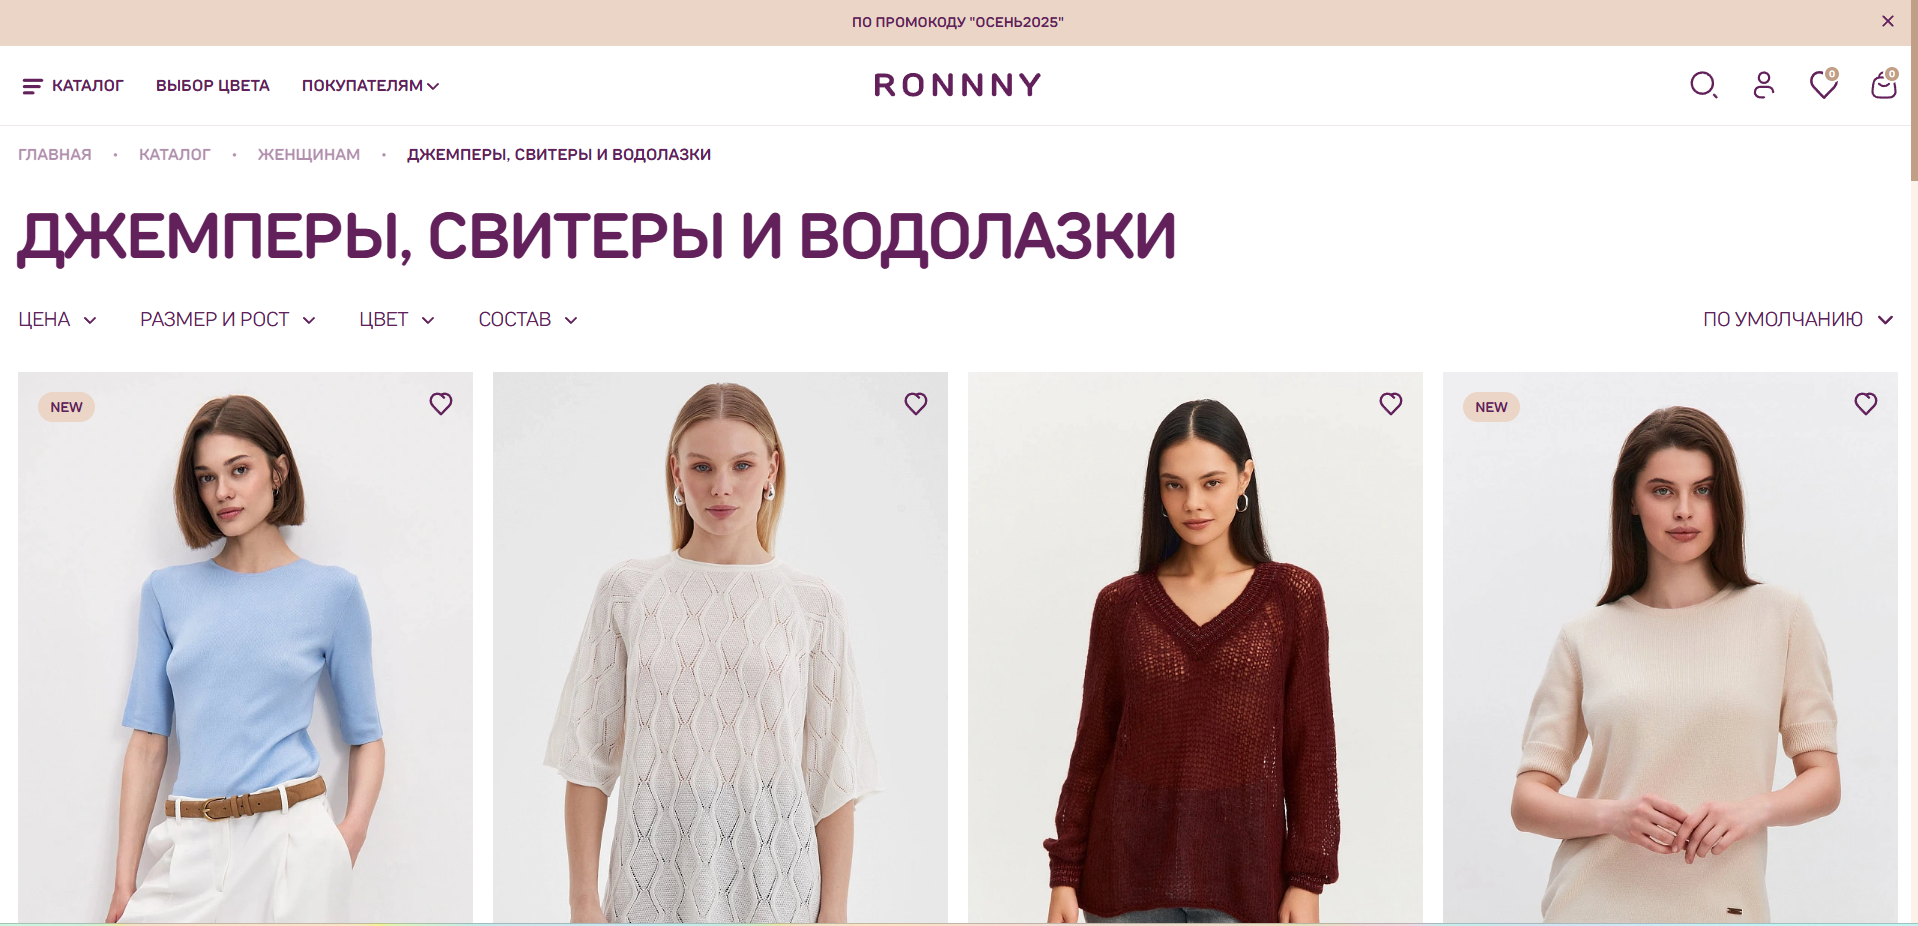 ПО ПРОМОКОДУ "ОСЕНЬ2025"
КАТАЛОГ
ВЫБОР ЦВЕТА
ПОКУПАТЕЛЯМ
RONNNY
0
0
ГЛАВНАЯ • КАТАЛОГ • ЖЕНЩИНАМ • ДЖЕМПЕРЫ, СВИТЕРЫ И ВОДОЛАЗКИ
ДЖЕМПЕРЫ, СВИТЕРЫ И ВОДОЛАЗКИ
ЦЕНА
РАЗМЕР И РОСТ
ЦВЕТ
СОСТАВ
ПО УМОЛЧАНИЮ
NEW
NEW